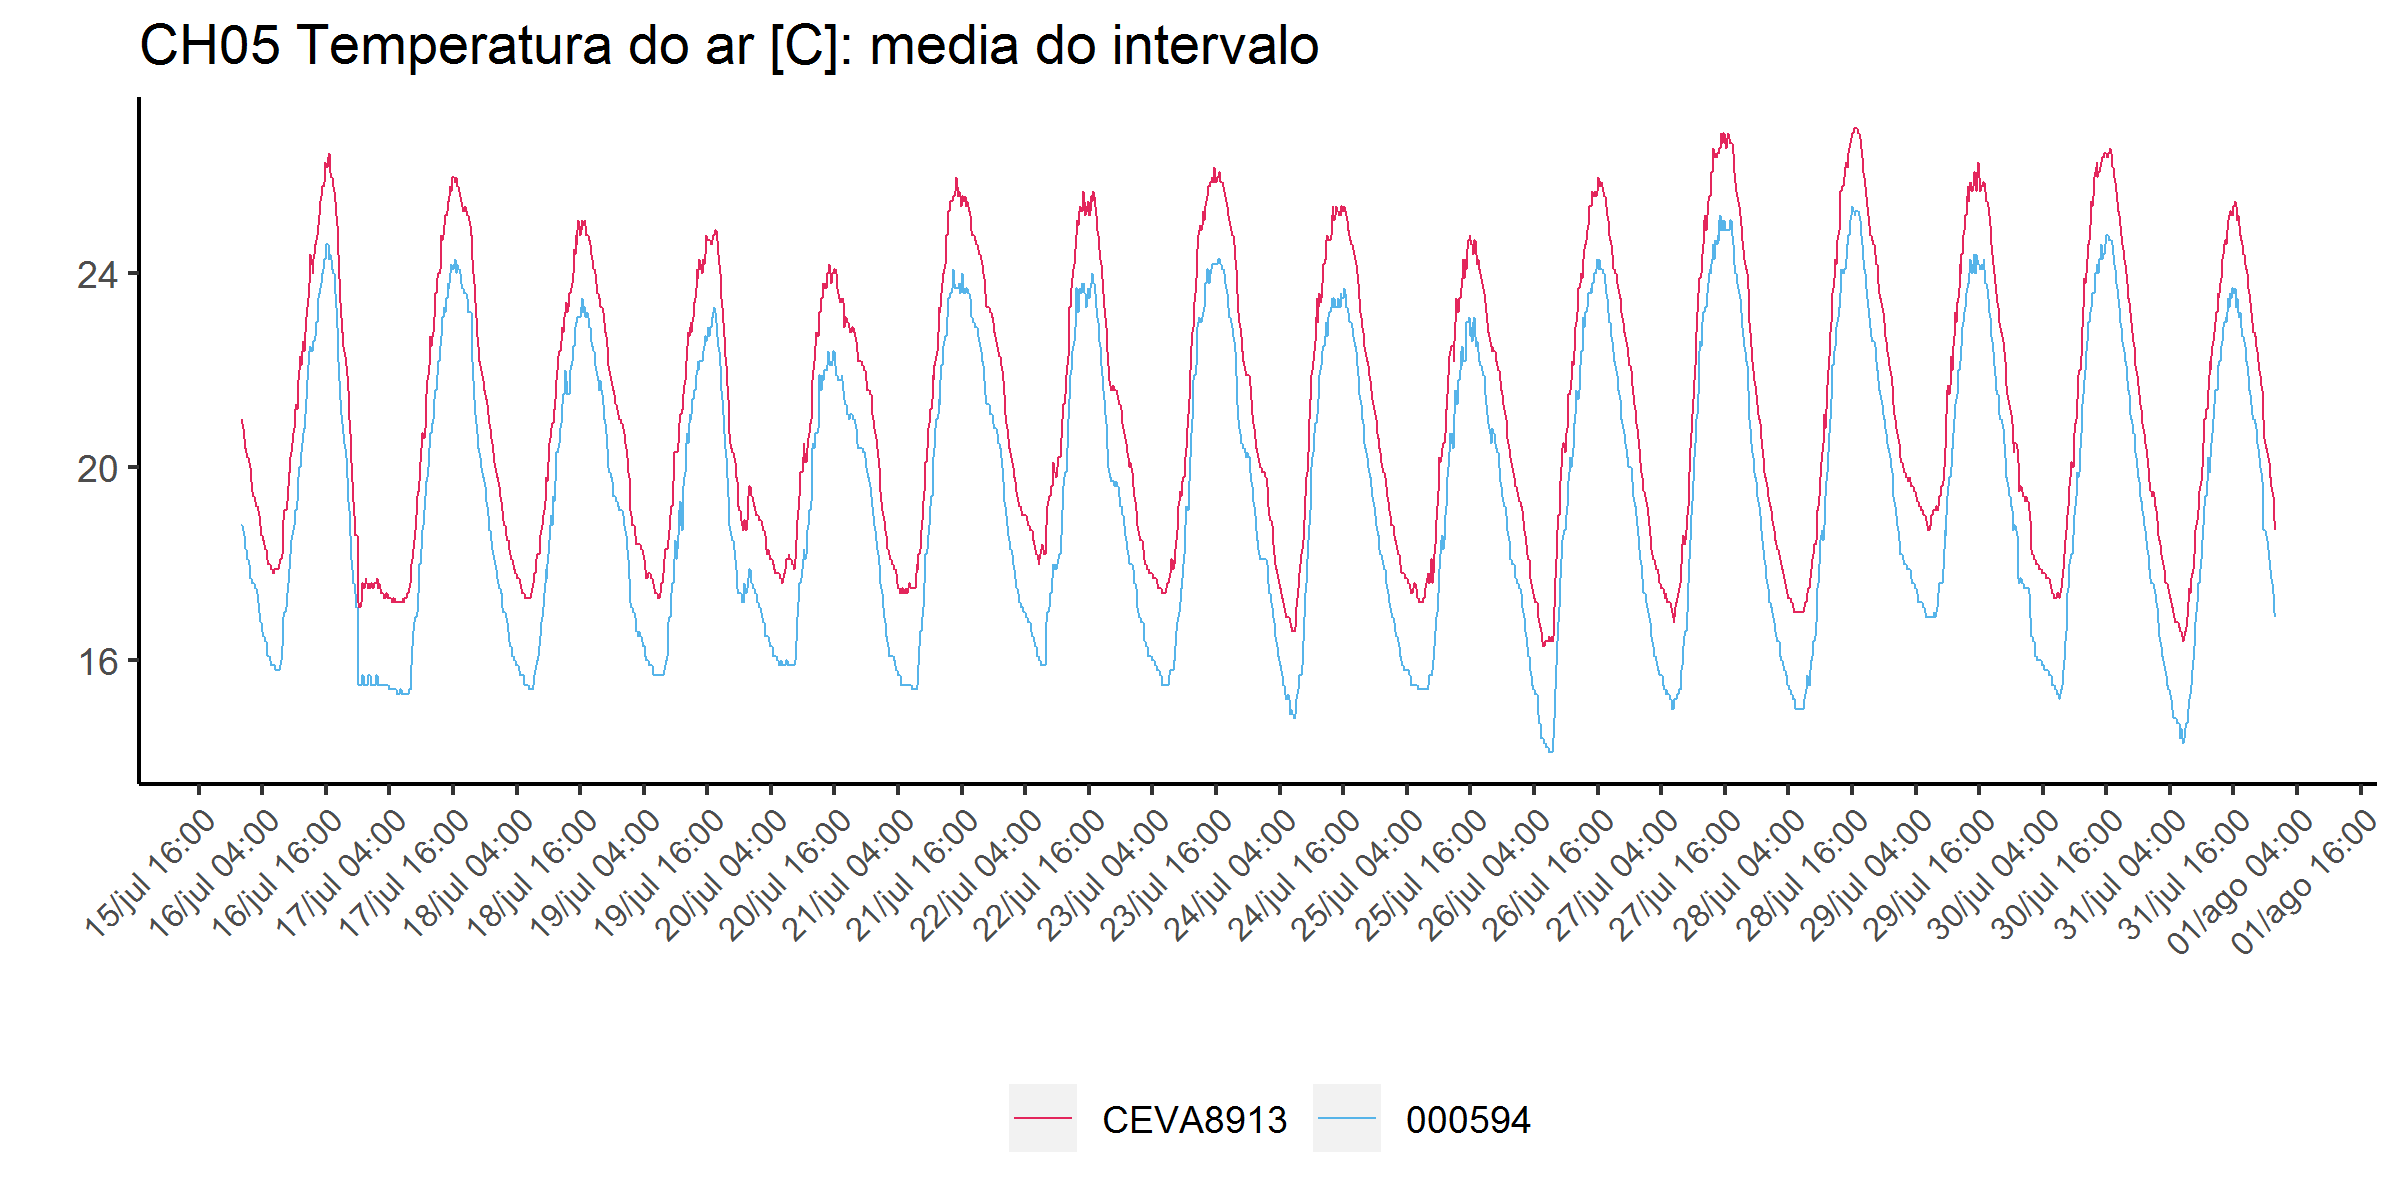 CH05 Temperatura do ar [C]: media do intervalo
24
20
16
15/jul 16:00
16/jul 04:00
16/jul 16:00
17/jul 04:00
17/jul 16:00
18/jul 04:00
18/jul 16:00
19/jul 04:00
19/jul 16:00
20/jul 04:00
20/jul 16:00
21/jul 04:00
21/jul 16:00
22/jul 04:00
22/jul 16:00
23/jul 04:00
23/jul 16:00
24/jul 04:00
24/jul 16:00
25/jul 04:00
25/jul 16:00
26/jul 04:00
26/jul 16:00
27/jul 04:00
27/jul 16:00
28/jul 04:00
28/jul 16:00
29/jul 04:00
29/jul 16:00
30/jul 04:00
30/jul 16:00
31/jul 04:00
31/jul 16:00
01/ago 04:00
01/ago 16:00
CEVA8913
000594